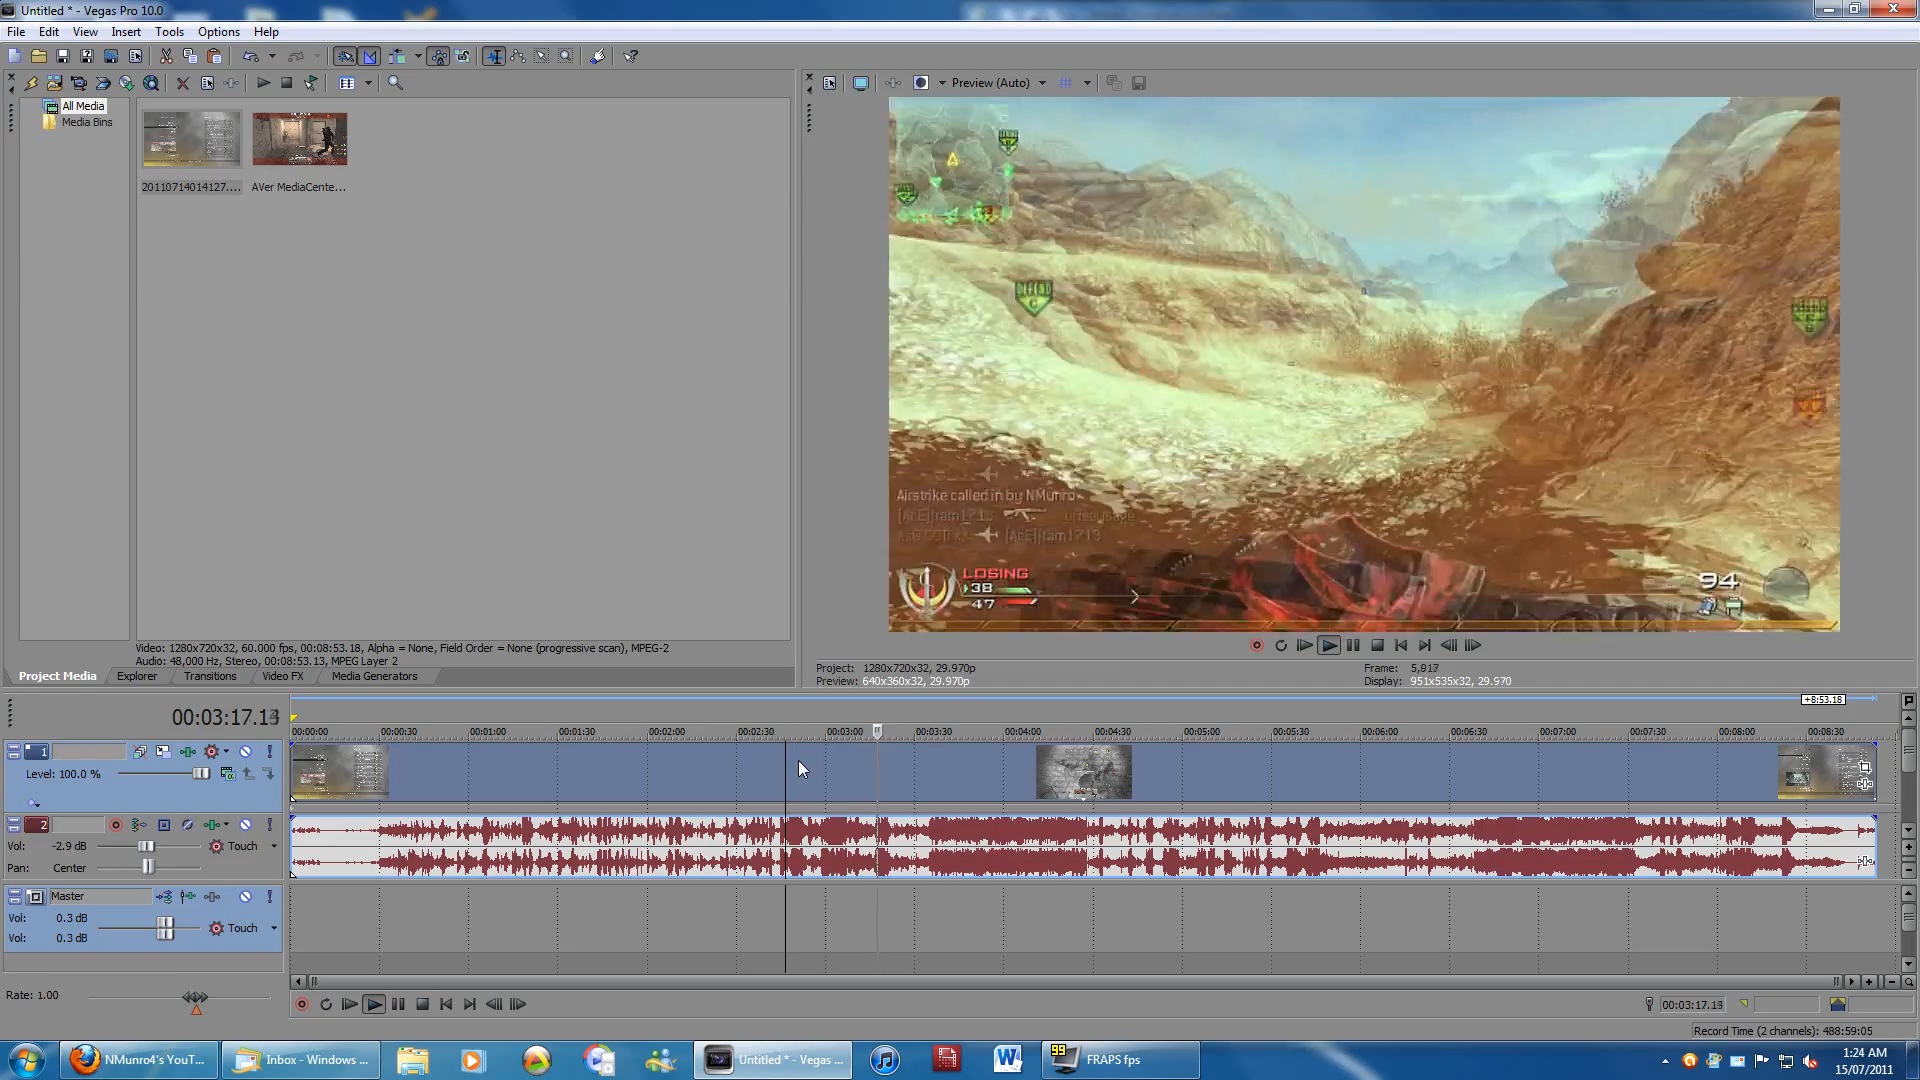 Untitled * - Vegas Pro 10.0
File Edit View Insert Tools Options Help
Preview (Auto)
All Media
Media Bins
20110714014127....
AVer MediaCente...
DEFEND
C
Airstrike called in by NMunro
[AcE]jram1713
[AcE]jram1713
LOSING
38
47
94
Video: 1280x720x32, 60.000 fps, 00:08:53.18, Alpha = None, Field Order = None (progressive scan), MPEG-2
Audio: 48,000 Hz, Stereo, 00:08:53.13, MPEG Layer 2
Project Media Explorer Transitions Video FX Media Generators
Project: 1280x720x32, 29.970p
Preview: 640x360x32, 29.970p
Frame: 5,917
Display: 951x535x32, 29.970
+8:53.18
00:03:17.13
00:00:00 00:00:30 00:01:00 00:01:30 00:02:00 00:02:30 00:03:00 00:03:30 00:04:00 00:04:30 00:05:00 00:05:30 00:06:00 00:06:30 00:07:00 00:07:30 00:08:00 00:08:30
1
Level: 100.0 %
2
Vol: -2.9 dB Touch
Pan: Center
Master
Vol: 0.3 dB
Vol: 0.3 dB
Touch
Rate: 1.00
00:03:17.13
Record Time (2 channels): 488:59:05
NMunro4's YouT...
Inbox - Windows ...
Untitled * - Vegas ...
99
FRAPS fps
1:24 AM
15/07/2011